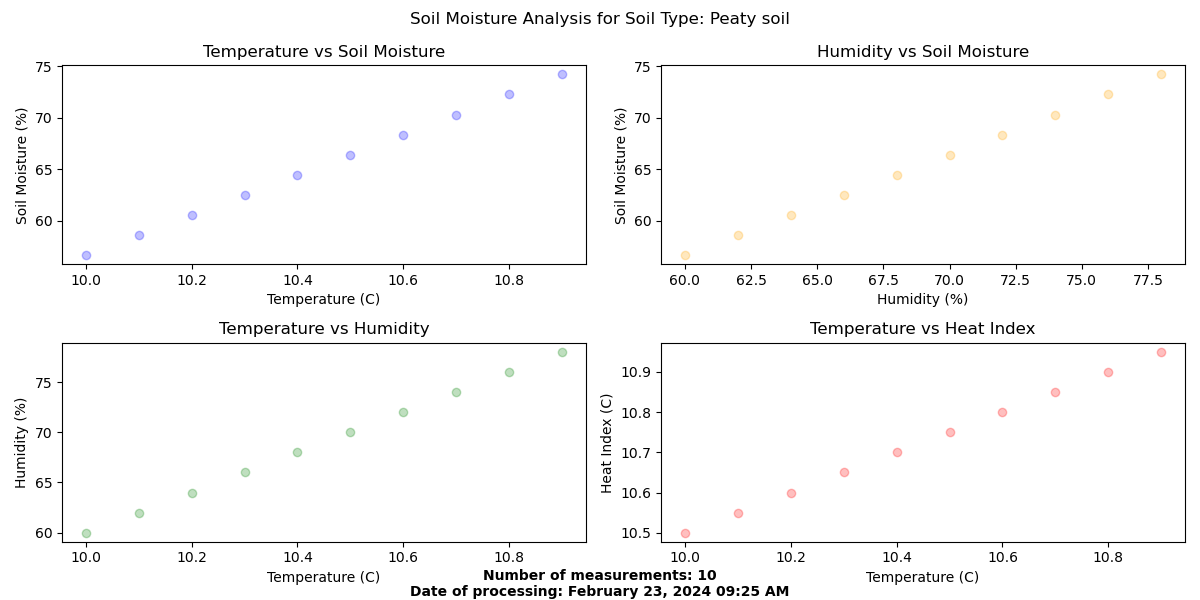 Soil Moisture Analysis for Soil Type: Peaty soil
Temperature vs Soil Moisture
Soil Moisture (%)
75
70
65
60
10.0 10.2 10.4 10.6 10.8
Temperature (C)
Humidity vs Soil Moisture
Soil Moisture (%)
75
70
65
60
60.0 62.5 65.0 67.5 70.0 72.5 75.0 77.5
Humidity (%)
Temperature vs Humidity
Humidity (%)
75
70
65
60
10.0 10.2 10.4 10.6 10.8
Temperature (C)
Temperature vs Heat Index
Heat Index (C)
10.9
10.8
10.7
10.6
10.5
10.0 10.2 10.4 10.6 10.8
Temperature (C)
Number of measurements: 10
Date of processing: February 23, 2024 09:25 AM